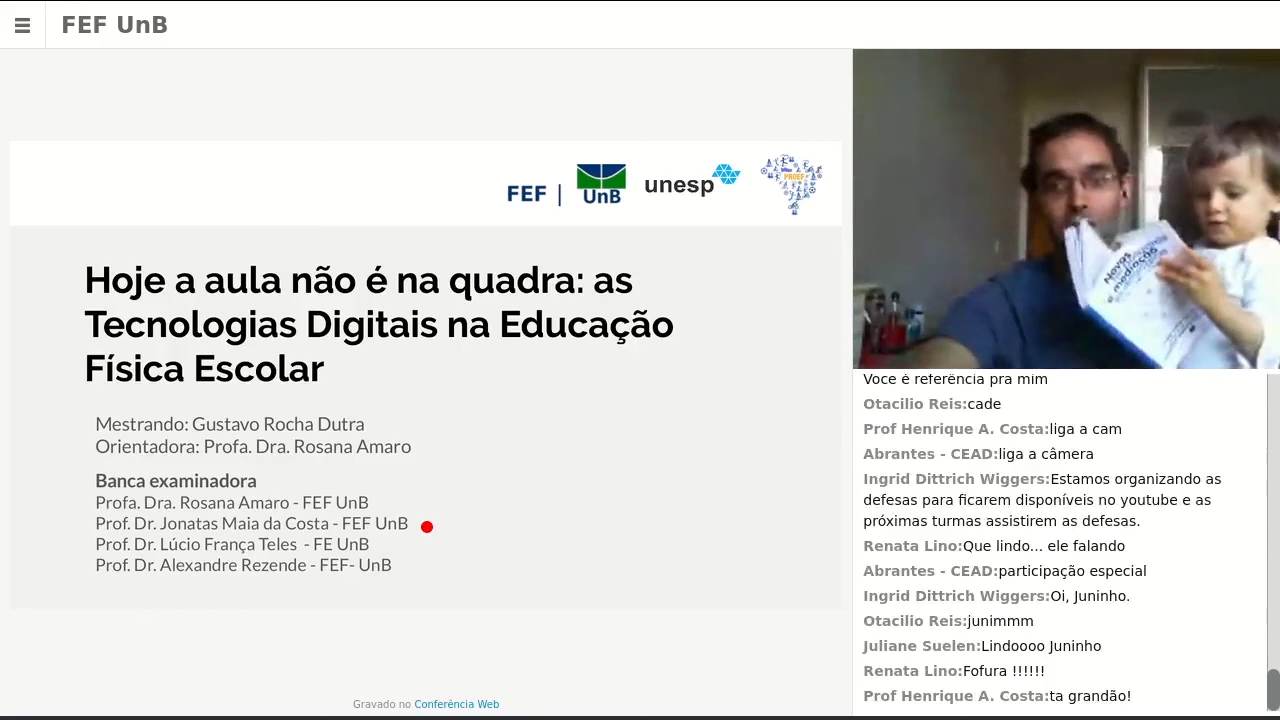 FEF UnB
FEF |
UnB
unesp
PROEF
Hoje a aula não é na quadra: as
Tecnologias Digitais na Educação
Física Escolar
Mestrando: Gustavo Rocha Dutra
Orientadora: Profa. Dra. Rosana Amaro
Banca examinadora
Profa. Dra. Rosana Amaro - FEF UnB
Prof. Dr. Jonatas Maia da Costa - FEF UnB
Prof. Dr. Lúcio França Teles - FE UnB
Prof. Dr. Alexandre Rezende - FEF- UnB
Gravado no Conferência Web
Novas
e mediação
Voce é referência pra mim
Otacilio Reis:cade
Prof Henrique A. Costa:liga a cam
Abrantes - CEAD:liga a câmera
Ingrid Dittrich Wiggers:Estamos organizando as
defesas para ficarem disponíveis no youtube e as
próximas turmas assistirem as defesas.
Renata Lino:Que lindo... ele falando
Abrantes - CEAD:participação especial
Ingrid Dittrich Wiggers:Oi, Juninho.
Otacilio Reis:junimmm
Juliane Suelen:Lindoooo Juninho
Renata Lino:Fofura !!!!!!
Prof Henrique A. Costa:ta grandão!